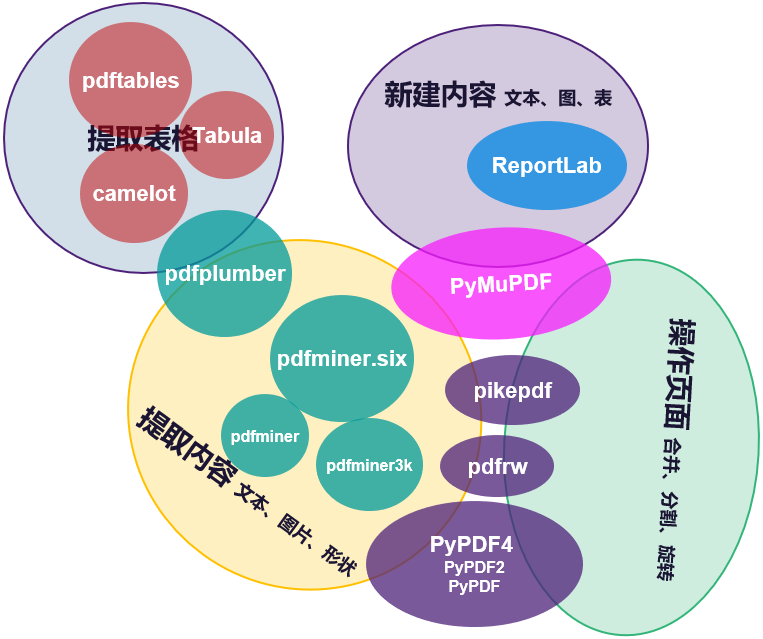 pdftables
提取表格
Tabula
camelot
新建内容 文本、图、表
ReportLab
pdfplumber
PyMuPDF
pdfminer.six
pikepdf
操作页面 合并、分割、旋转
pdfminer
pdfminer3k
pdfrw
提取内容 文本、图片、形状
PyPDF4
PyPDF2
PyPDF